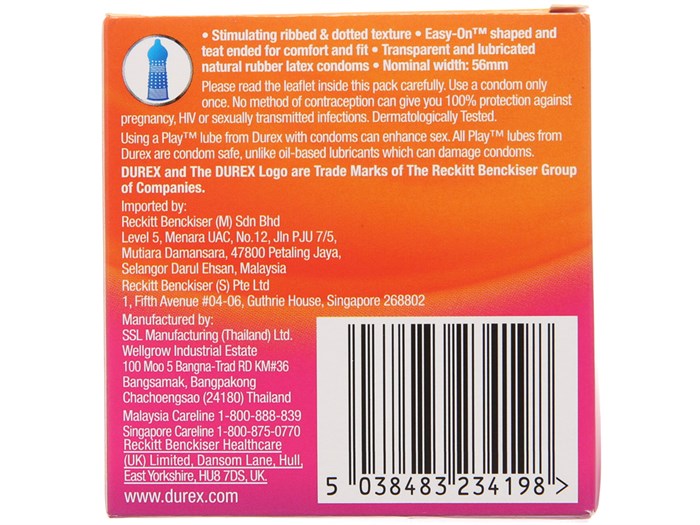 • Stimulating ribbed & dotted texture • Easy-On™ shaped and
teat ended for comfort and fit • Transparent and lubricated
natural rubber latex condoms • Nominal width: 56mm
Please read the leaflet inside this pack carefully. Use a condom only
once. No method of contraception can give you 100% protection against
pregnancy, HIV or sexually transmitted infections. Dermatologically Tested.
Using a Play™ lube from Durex with condoms can enhance sex. All Play™ lubes from
Durex are condom safe, unlike oil-based lubricants which can damage condoms.
DUREX and The DUREX Logo are Trade Marks of The Reckitt Benckiser Group
of Companies.
Imported by:
Reckitt Benckiser (M) Sdn Bhd
Level 5, Menara UAC, No.12, Jln PJU 7/5,
Mutiara Damansara, 47800 Petaling Jaya,
Selangor Darul Ehsan, Malaysia
Reckitt Benckiser (S) Pte Ltd
1, Fifth Avenue #04-06, Guthrie House, Singapore 268802
Manufactured by:
SSL Manufacturing (Thailand) Ltd.
Wellgrow Industrial Estate
100 Moo 5 Bangna-Trad RD KM#36
Bangsamak, Bangpakong
Chachoengsao (24180) Thailand
Malaysia Careline 1-800-888-839
Singapore Careline 1-800-875-0770
Reckitt Benckiser Healthcare
(UK) Limited, Dansom Lane, Hull,
East Yorkshire, HU8 7DS, UK.
www.durex.com
5 038483 234198 >